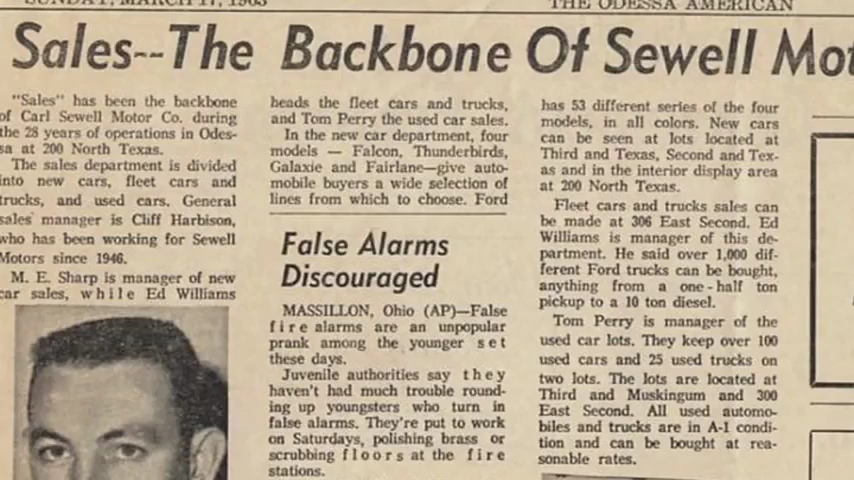 SUNDAY, MARCH 17, 1963
THE ODESSA AMERICAN
Sales--The Backbone Of Sewell Mot
"Sales" has been the backbone
of Carl Sewell Motor Co. during
the 28 years of operations in Odes-
sa at 200 North Texas.
The sales department is divided
into new cars, fleet cars and
trucks, and used cars. General
sales manager is Cliff Harbison,
who has been working for Sewell
Motors since 1946.
M. E. Sharp is manager of new
car sales, while Ed Williams
heads the fleet cars and trucks,
and Tom Perry the used car sales.
In the new car department, four
models — Falcon, Thunderbirds,
Galaxie and Fairlane—give auto-
mobile buyers a wide selection of
lines from which to choose. Ford
False Alarms
Discouraged
MASSILLON, Ohio (AP)—False
fire alarms are an unpopular
prank among the younger set
these days.
Juvenile authorities say they
haven't had much trouble round-
ing up youngsters who turn in
false alarms. They're put to work
on Saturdays, polishing brass or
scrubbing floors at the fire
stations.
has 53 different series of the four
models, in all colors. New cars
can be seen at lots located at
Third and Texas, Second and Tex-
as and in the interior display area
at 200 North Texas.
Fleet cars and trucks sales can
be made at 306 East Second. Ed
Williams is manager of this de-
partment. He said over 1,000 dif-
ferent Ford trucks can be bought,
anything from a one-half ton
pickup to a 10 ton diesel.
Tom Perry is manager of the
used car lots. They keep over 100
used cars and 25 used trucks on
two lots. The lots are located at
Third and Muskingum and 300
East Second. All used automo-
biles and trucks are in A-1 condi-
tion and can be bought at rea-
sonable rates.